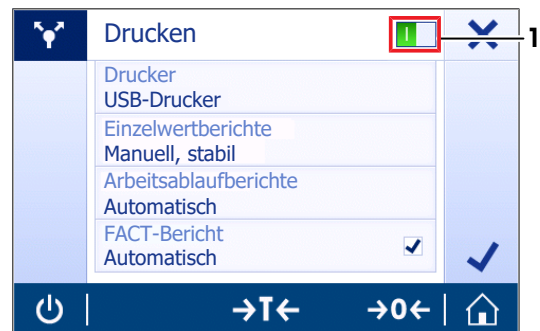 Drucken
I
1
Drucker
USB-Drucker
Einzelwertberichte
Manuell, stabil
Arbeitsablaufberichte
Automatisch
FACT-Bericht
Automatisch
→T← →0←